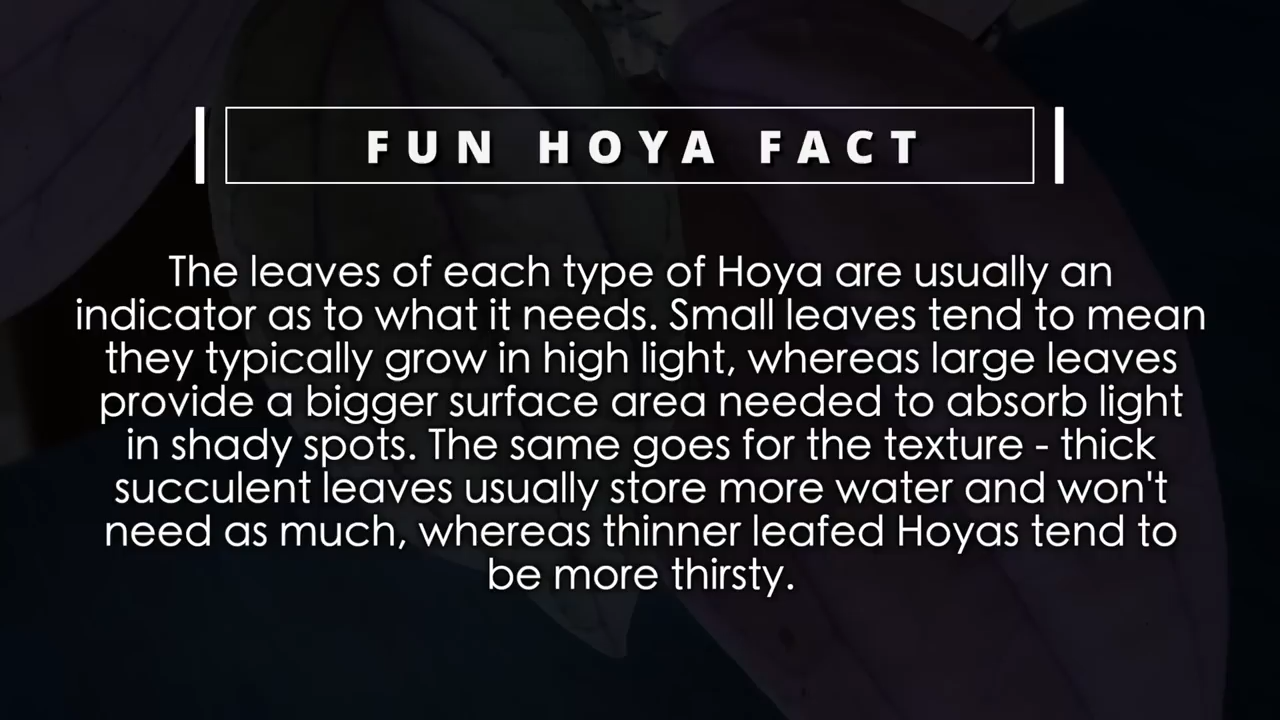 FUN HOYA FACT
The leaves of each type of Hoya are usually an
indicator as to what it needs. Small leaves tend to mean
they typically grow in high light, whereas large leaves
provide a bigger surface area needed to absorb light
in shady spots. The same goes for the texture - thick
succulent leaves usually store more water and won't
need as much, whereas thinner leafed Hoyas tend to
be more thirsty.